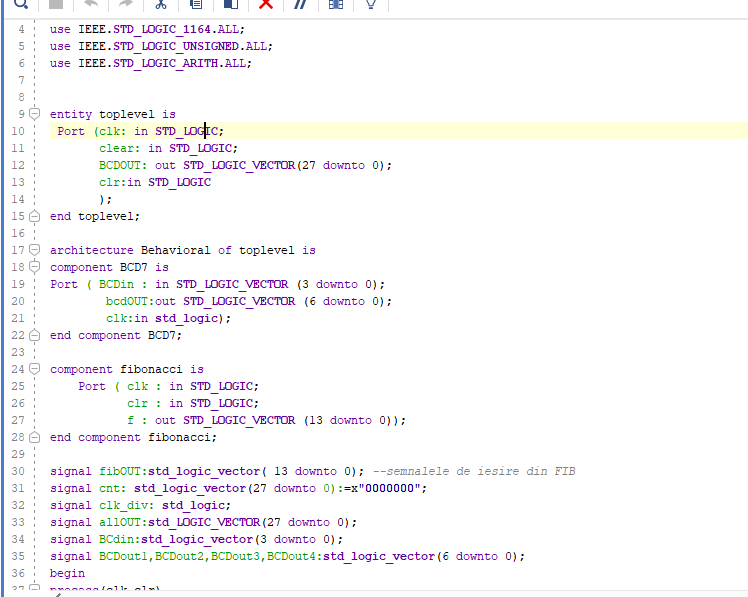 4 use IEEE.STD_LOGIC_1164.ALL;
5 use IEEE.STD_LOGIC_UNSIGNED.ALL;
6 use IEEE.STD_LOGIC_ARITH.ALL;
7
8
9 entity toplevel is
10 Port (clk: in STD_LOGIC;
11 clear: in STD_LOGIC;
12 BCDOUT: out STD_LOGIC_VECTOR(27 downto 0);
13 clr:in STD_LOGIC
14 );
15 end toplevel;
16
17 architecture Behavioral of toplevel is
18 component BCD7 is
19 Port ( BCDin : in STD_LOGIC_VECTOR (3 downto 0);
20 bcdOUT:out STD_LOGIC_VECTOR (6 downto 0);
21 clk:in std_logic);
22 end component BCD7;
23
24 component fibonacci is
25 Port ( clk : in STD_LOGIC;
26 clr : in STD_LOGIC;
27 f : out STD_LOGIC_VECTOR (13 downto 0));
28 end component fibonacci;
29
30 signal fibOUT:std_logic_vector( 13 downto 0); --semnalele de iesire din FIB
31 signal cnt: std_logic_vector(27 downto 0):=x"0000000";
32 signal clk_div: std_logic;
33 signal allOUT:std_LOGIC_VECTOR(27 downto 0);
34 signal BCdin:std_logic_vector(3 downto 0);
35 signal BCDout1,BCDout2,BCDout3,BCDout4:std_logic_vector(6 downto 0);
36 begin
37 process(clk,clr)